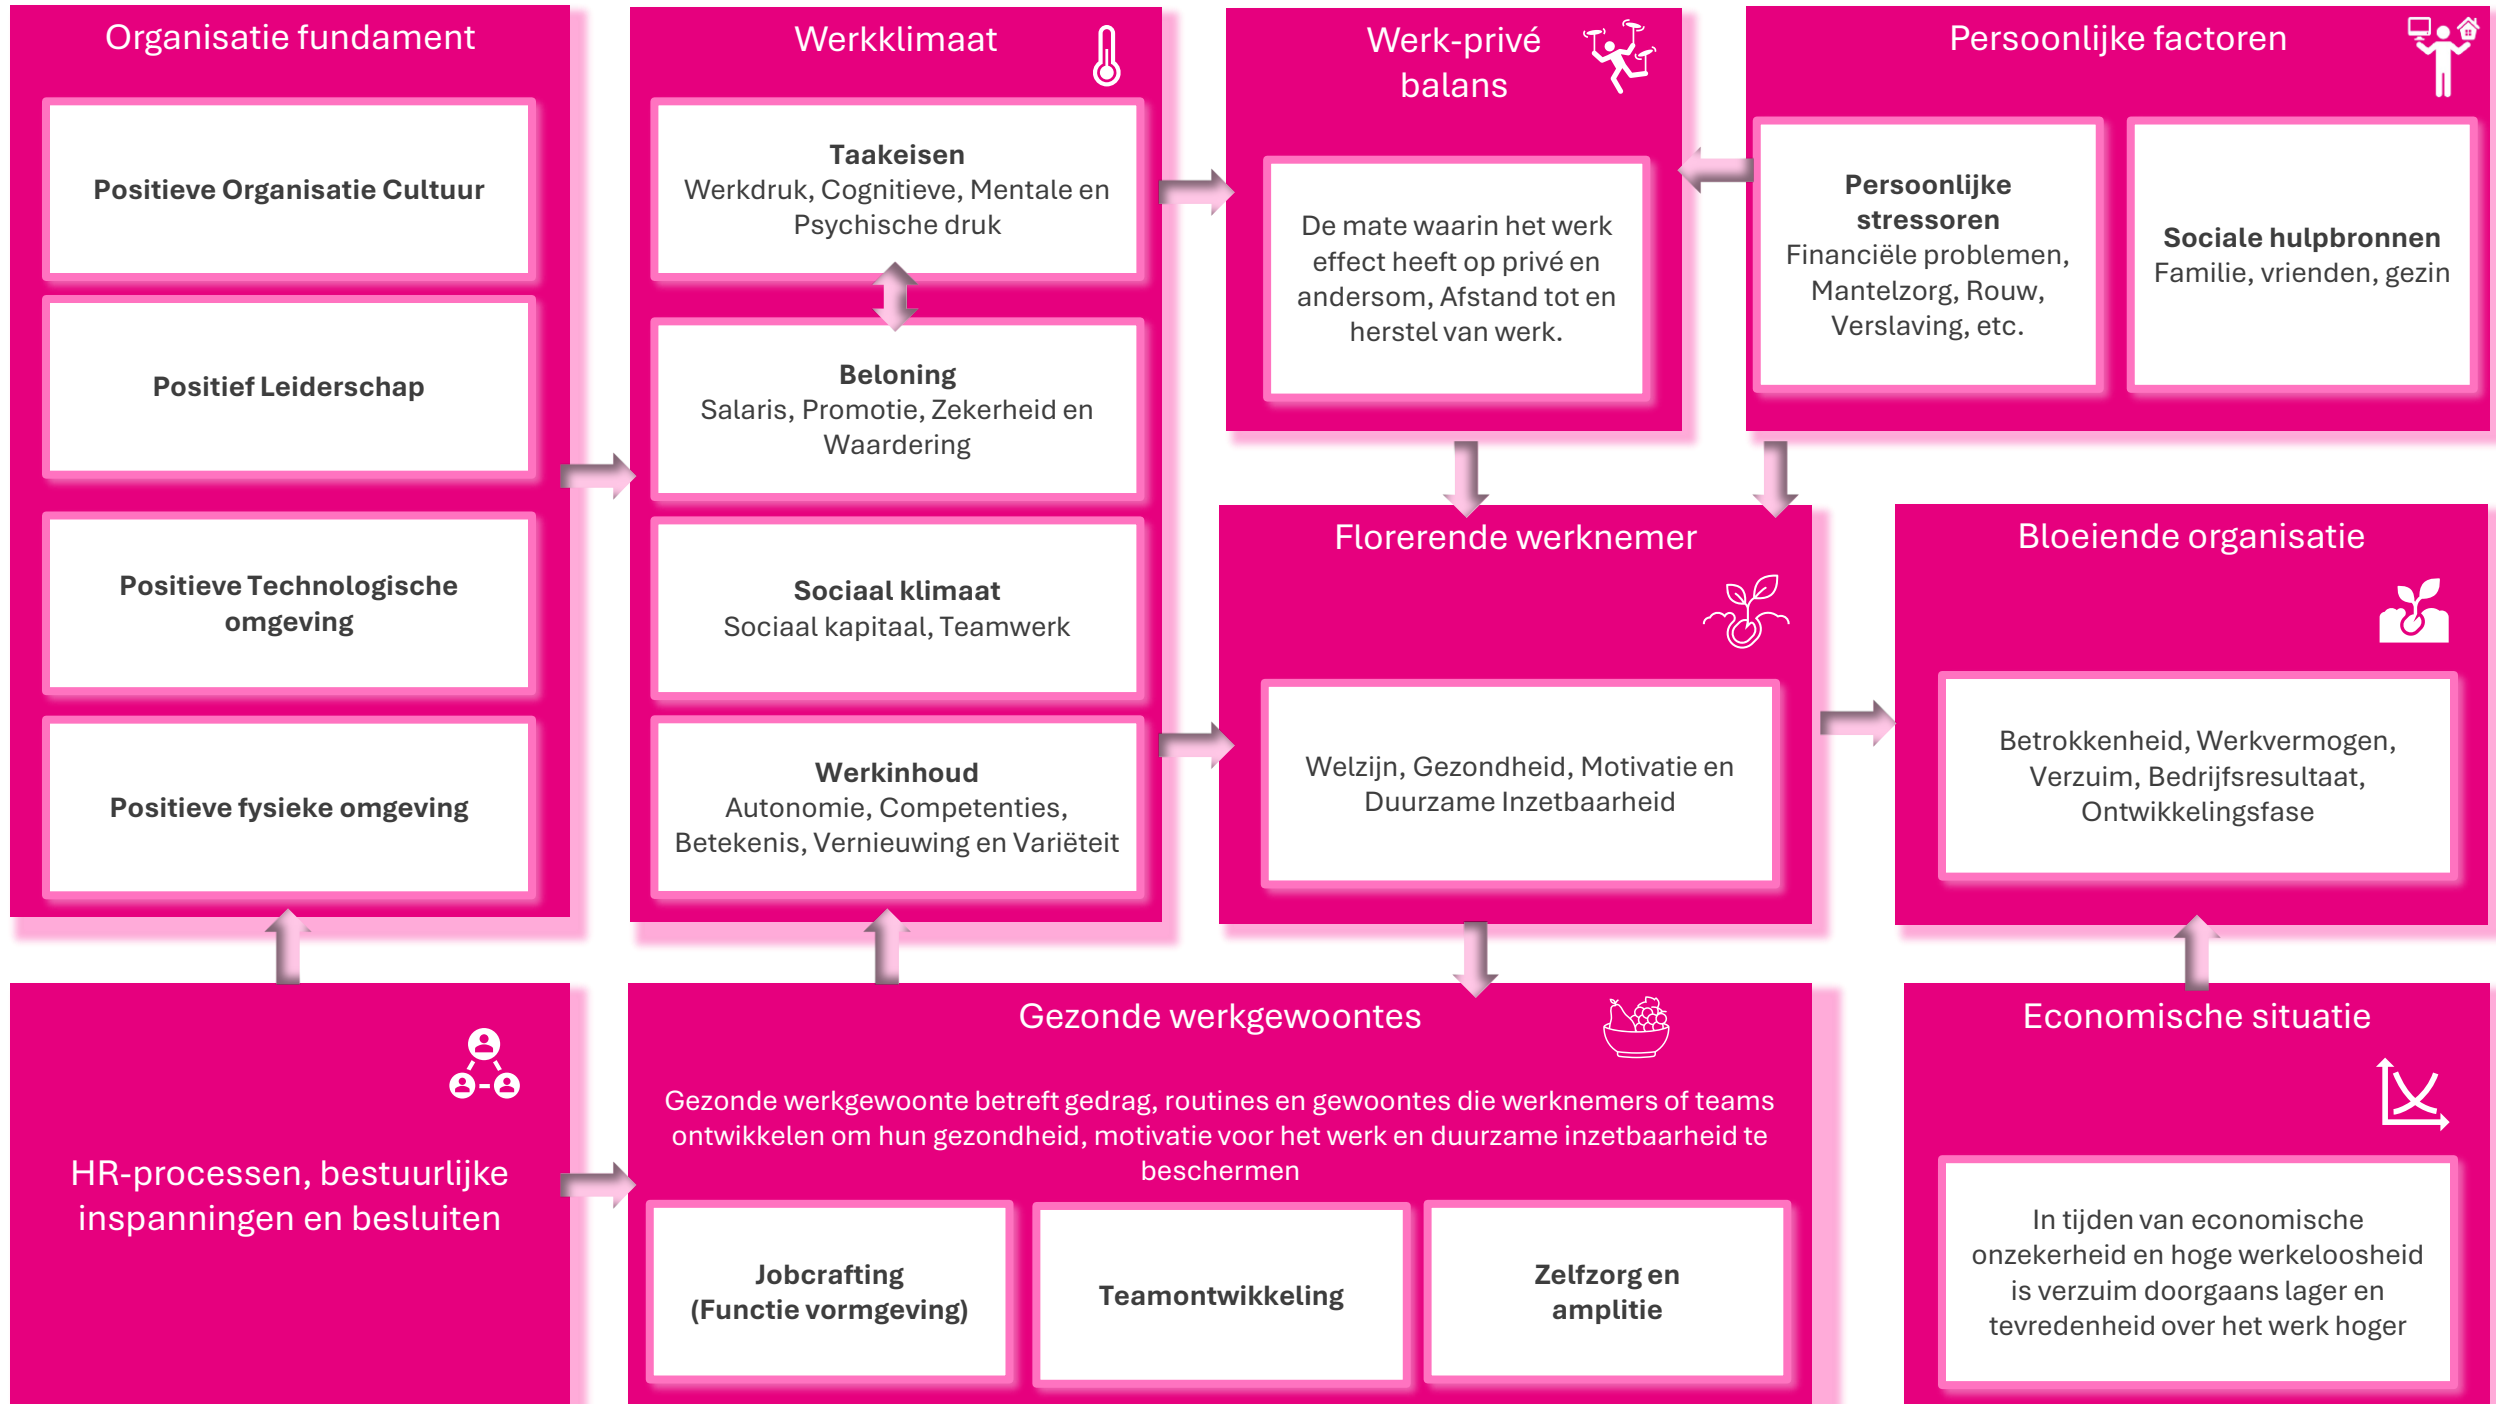 Organisatie fundament
Positieve Organisatie Cultuur
Positief Leiderschap
Positieve Technologische
omgeving
Positieve fysieke omgeving
Werkklimaat
Taakeisen
Werkdruk, Cognitieve, Mentale en
Psychische druk
Beloning
Salaris, Promotie, Zekerheid en
Waardering
Sociaal klimaat
Sociaal kapitaal, Teamwerk
Werkinhoud
Autonomie, Competenties,
Betekenis, Vernieuwing en Variëteit
Werk-privé
balans
De mate waarin het werk
effect heeft op privé en
andersom, Afstand tot en
herstel van werk.
Persoonlijke factoren
Persoonlijke
stressoren
Financiële problemen,
Mantelzorg, Rouw,
Verslaving, etc.
Sociale hulpbronnen
Familie, vrienden, gezin
Florerende werknemer
Welzijn, Gezondheid, Motivatie en
Duurzame Inzetbaarheid
Bloeiende organisatie
Betrokkenheid, Werkvermogen,
Verzuim, Bedrijfsresultaat,
Ontwikkelingsfase
HR-processen, bestuurlijke
inspanningen en besluiten
Gezonde werkgewoontes
Gezonde werkgewoonte betreft gedrag, routines en gewoontes die werknemers of teams
ontwikkelen om hun gezondheid, motivatie voor het werk en duurzame inzetbaarheid te
beschermen
Jobcrafting
(Functie vormgeving)
Teamontwikkeling
Zelfzorg en
amplitie
Economische situatie
In tijden van economische
onzekerheid en hoge werkeloosheid
is verzuim doorgaans lager en
tevredenheid over het werk hoger